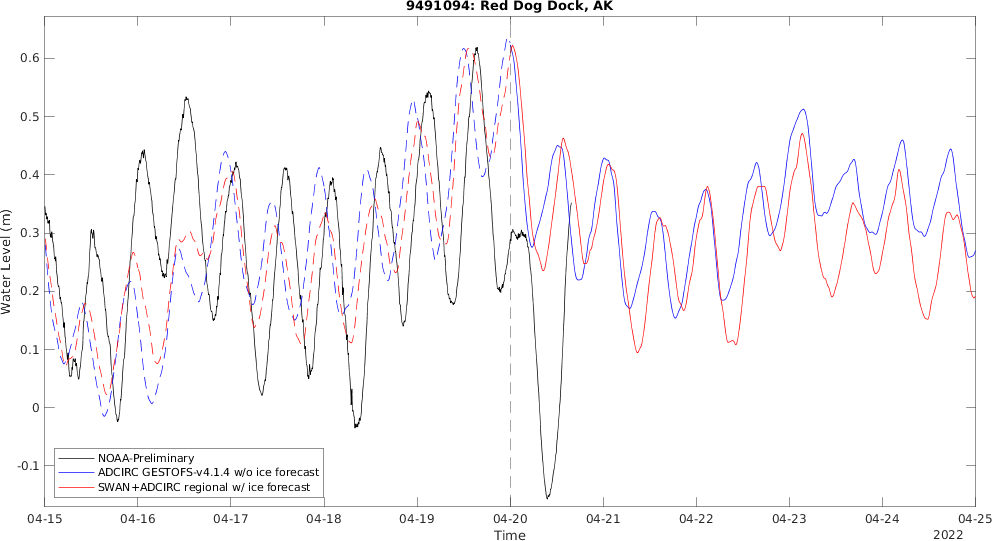 9491094: Red Dog Dock, AK
Water Level (m)
0.6
0.5
0.4
0.3
0.2
0.1
0
-0.1
NOAA-Preliminary
ADCIRC GESTOFS-v4.1.4 w/o ice forecast
SWAN+ADCIRC regional w/ ice forecast
04-15 04-16 04-17 04-18 04-19 04-20 04-21 04-22 04-23 04-24 04-25
Time
2022